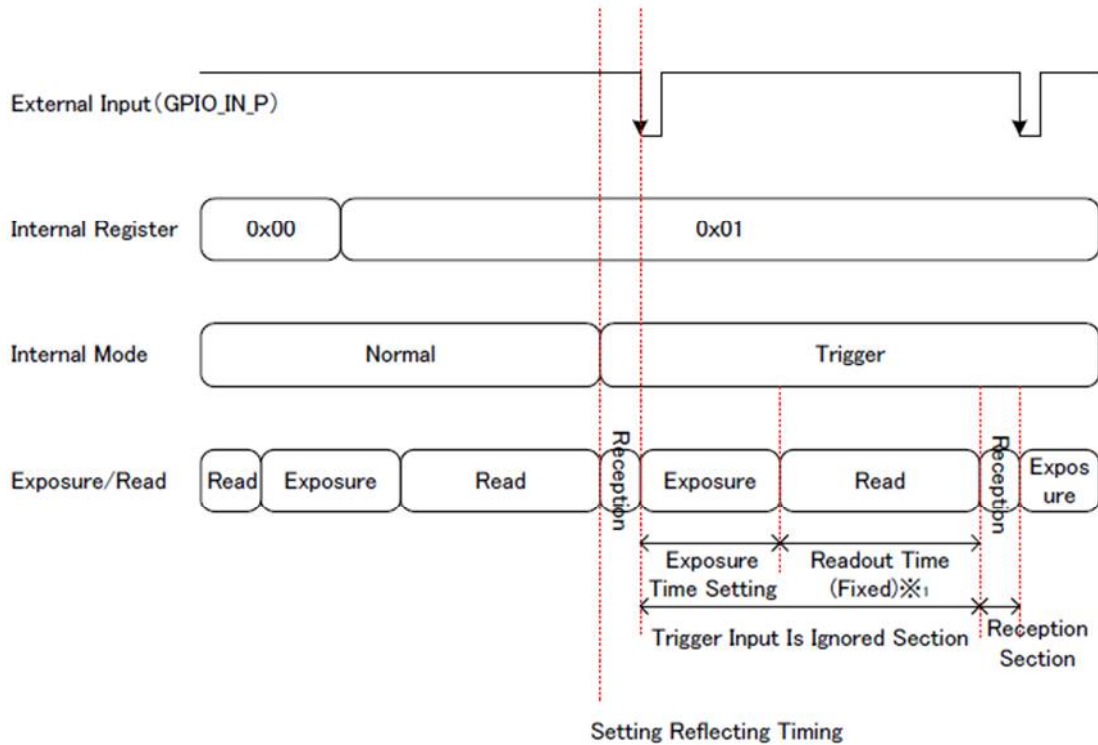 External Input(GPIO_IN_P)
Internal Register
0x00
0x01
Internal Mode
Normal
Trigger
Exposure/Read
Read
Exposure
Read
Reception
Exposure
Read
Reception
Expos
ure
Exposure
Time Setting
Readout Time
(Fixed)※1
Trigger Input Is Ignored Section
Reception
Section
Setting Reflecting Timing